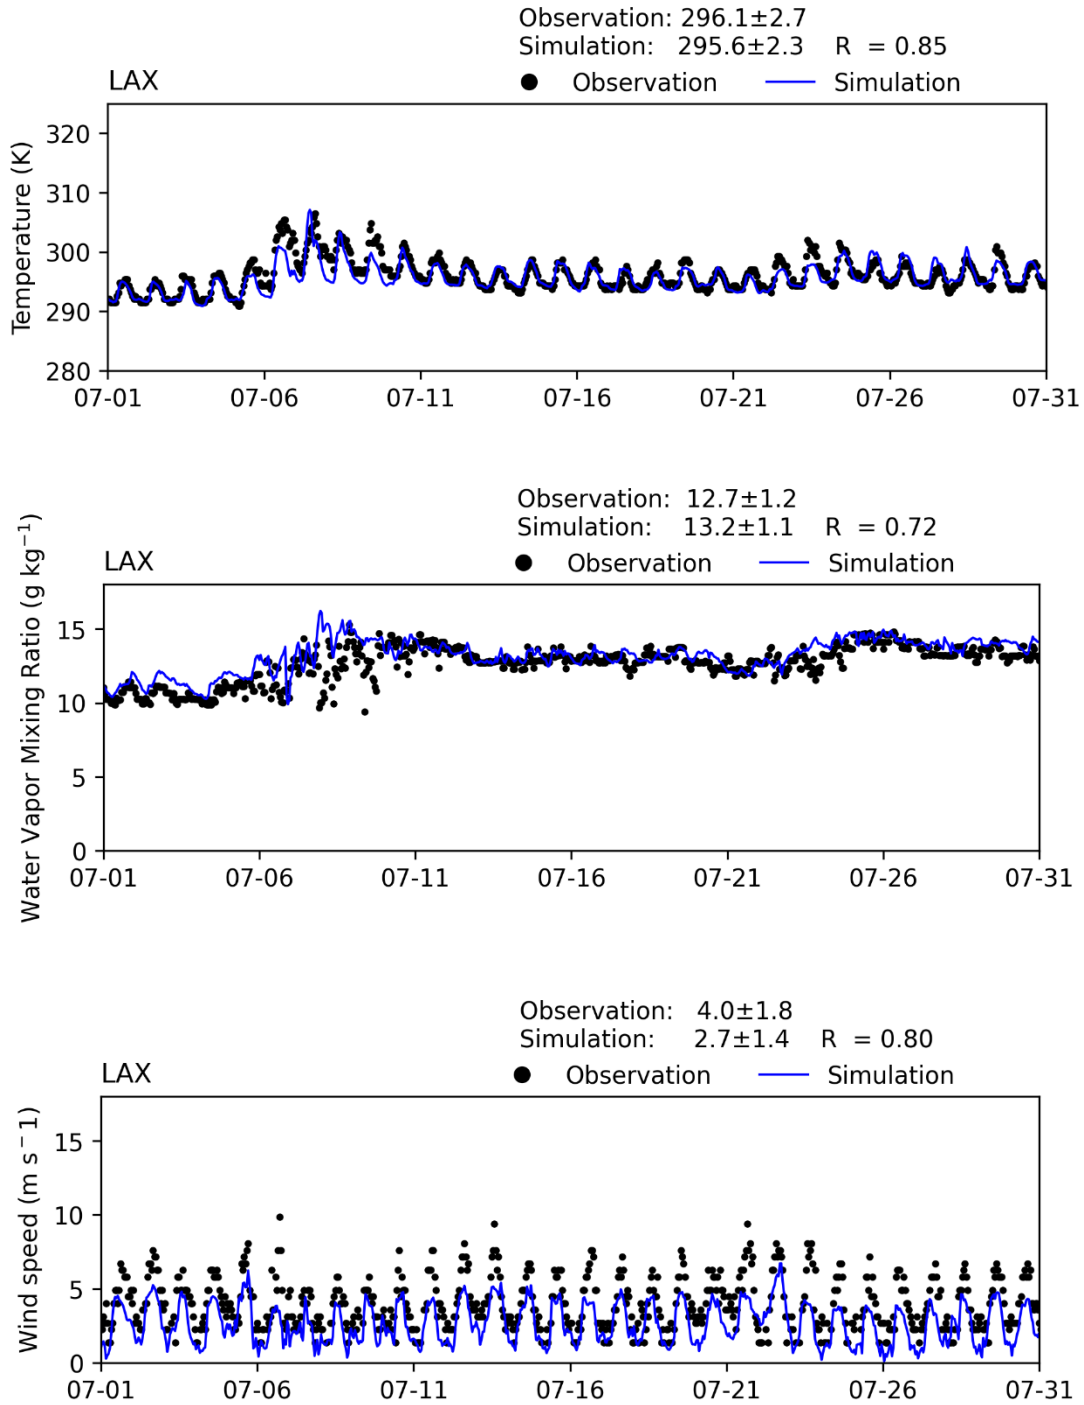 Observation: 296.1±2.7
Simulation: 295.6±2.3 R = 0.85
LAX
Observation Simulation
Temperature (K)
320
310
300
290
280
07-01 07-06 07-11 07-16 07-21 07-26 07-31
Observation: 12.7±1.2
Simulation: 13.2±1.1 R = 0.72
LAX
Observation Simulation
Water Vapor Mixing Ratio (g kg⁻¹)
15
10
5
0
07-01 07-06 07-11 07-16 07-21 07-26 07-31
Observation: 4.0±1.8
Simulation: 2.7±1.4 R = 0.80
LAX
Observation Simulation
Wind speed (m s⁻1)
15
10
5
0
07-01 07-06 07-11 07-16 07-21 07-26 07-31